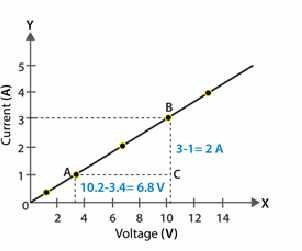 Y
Current (A)
5
4
3
2
1
0
B
A
C
3-1= 2 A
10.2-3.4= 6.8 V
2 4 6 8 10 12 14
X
Voltage (V)